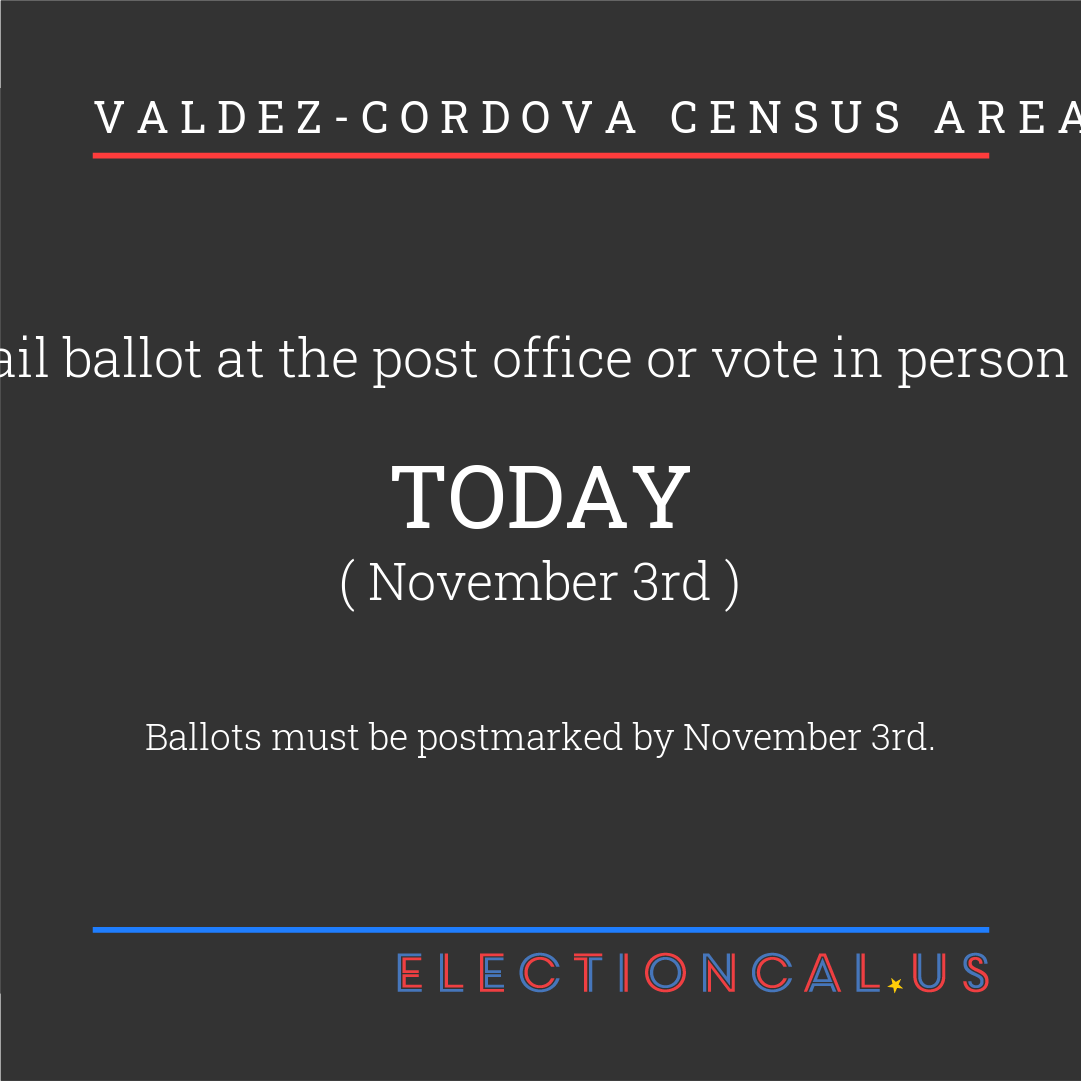 VALDEZ-CORDOVA CENSUS AREA
ail ballot at the post office or vote in person
TODAY
( November 3rd )
Ballots must be postmarked by November 3rd.
ELECTIONCAL.US